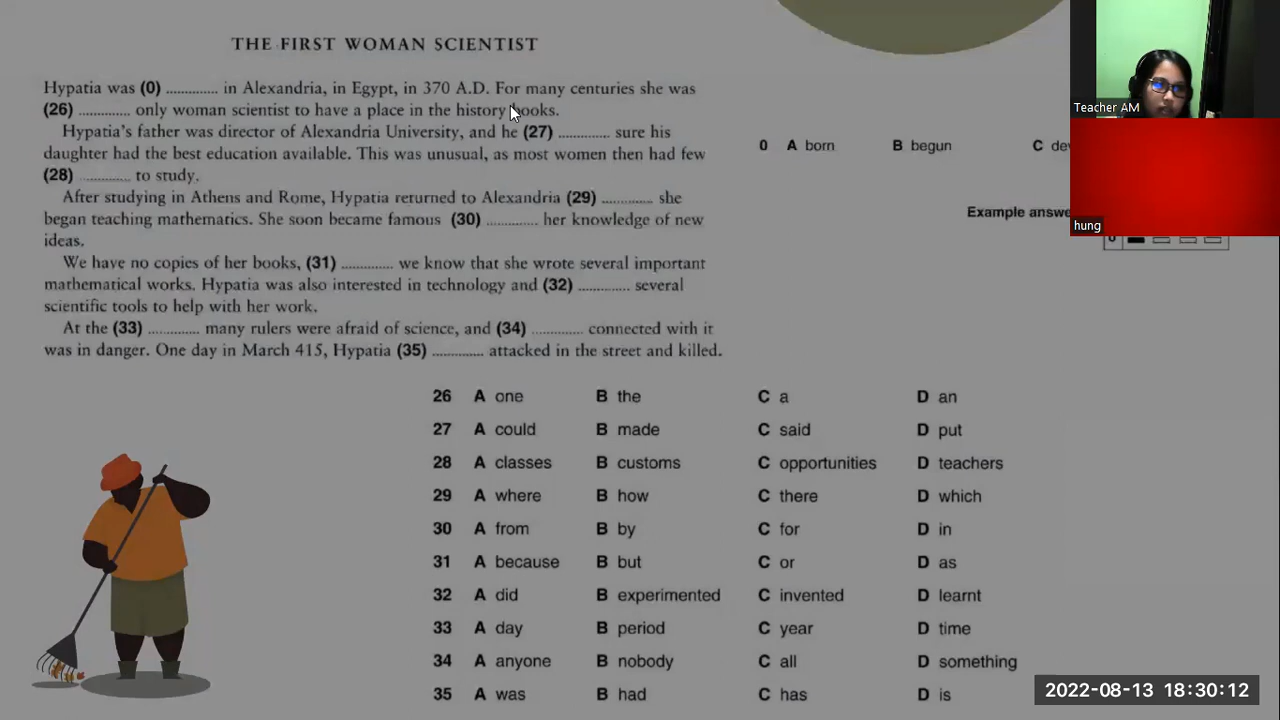 THE FIRST WOMAN SCIENTIST
Hypatia was (0) ............ in Alexandria, in Egypt, in 370 A.D. For many centuries she was
(26) ............ only woman scientist to have a place in the history books.
Hypatia's father was director of Alexandria University, and he (27) ............ sure his
daughter had the best education available. This was unusual, as most women then had few
(28) ............ to study.
After studying in Athens and Rome, Hypatia returned to Alexandria (29) ............ she
began teaching mathematics. She soon became famous (30) ............ her knowledge of new
ideas.
We have no copies of her books, (31) ............ we know that she wrote several important
mathematical works. Hypatia was also interested in technology and (32) ............ several
scientific tools to help with her work.
At the (33) ............ many rulers were afraid of science, and (34) ............ connected with it
was in danger. One day in March 415, Hypatia (35) ............ attacked in the street and killed.
0 A born B begun C
Example
0
Teacher AM
hung
26 A one B the C a D an
27 A could B made C said D put
28 A classes B customs C opportunities D teachers
29 A where B how C there D which
30 A from B by C for D in
31 A because B but C or D as
32 A did B experimented C invented D learnt
33 A day B period C year D time
34 A anyone B nobody C all D something
35 A was B had C has D is
2022-08-13 18:30:12